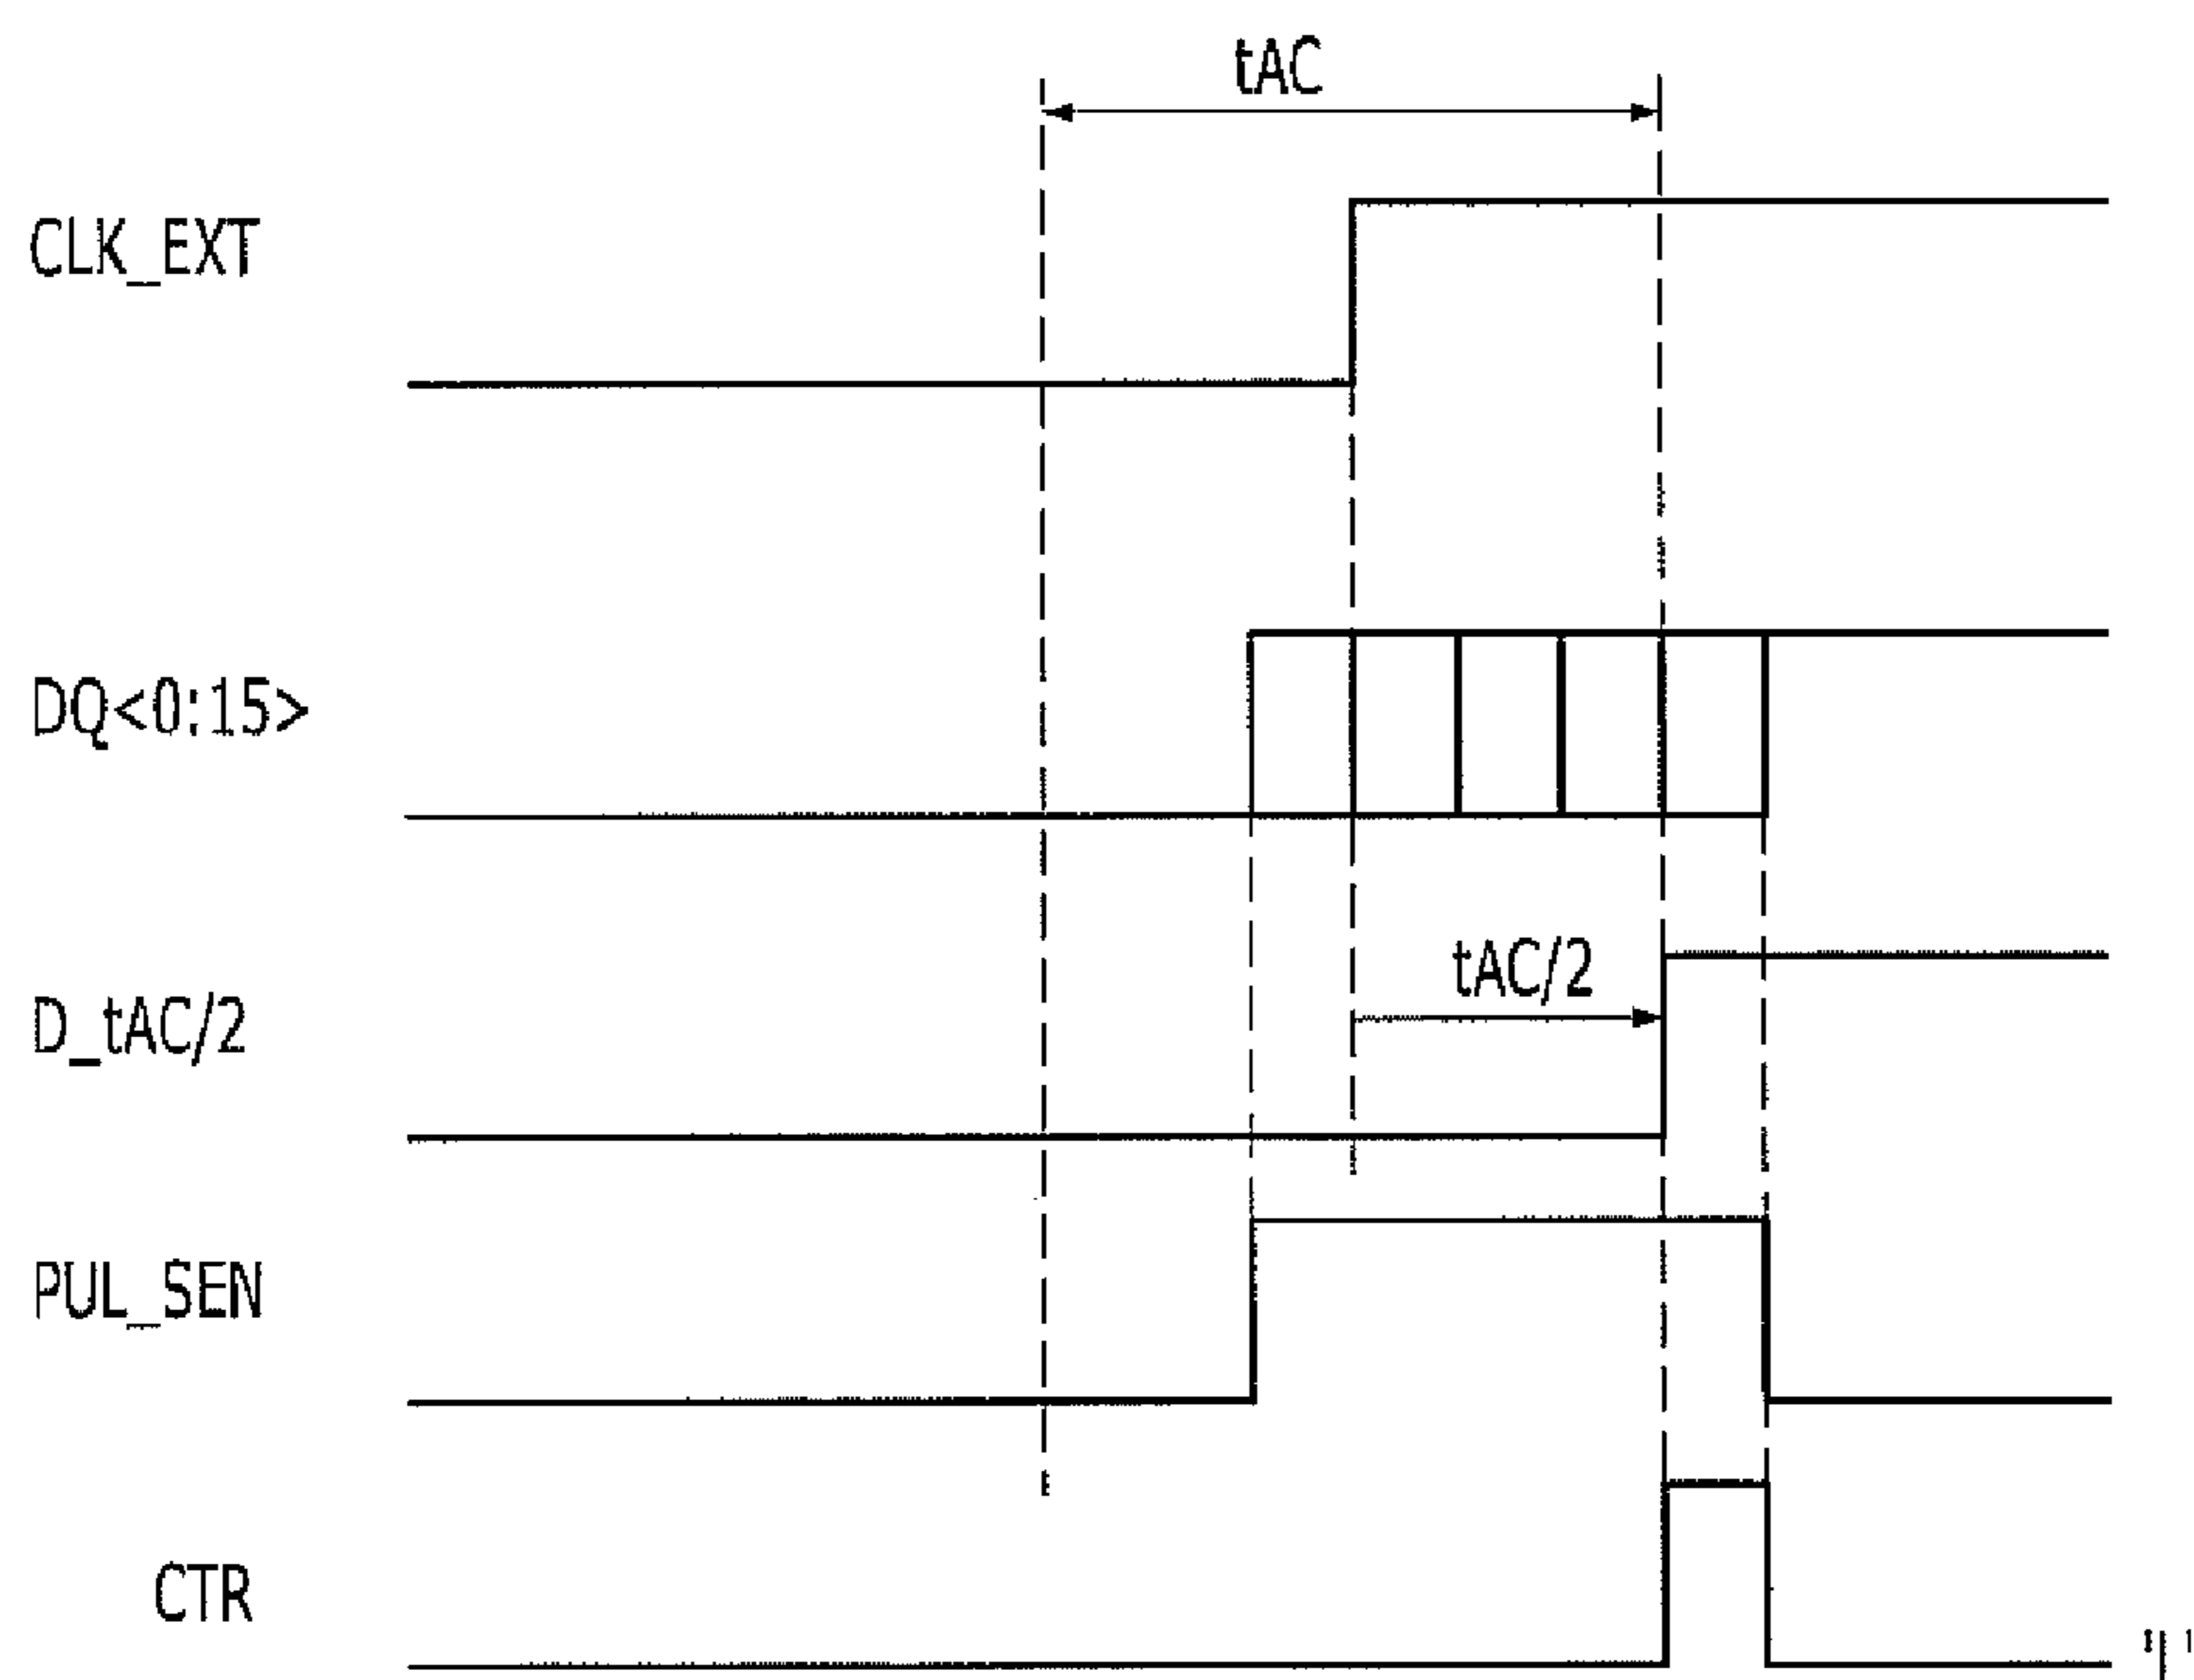 tAC
CLK_EXT
DQ<0:15>
tAC/2
D_tAC/2
PUL_SEN
CTR